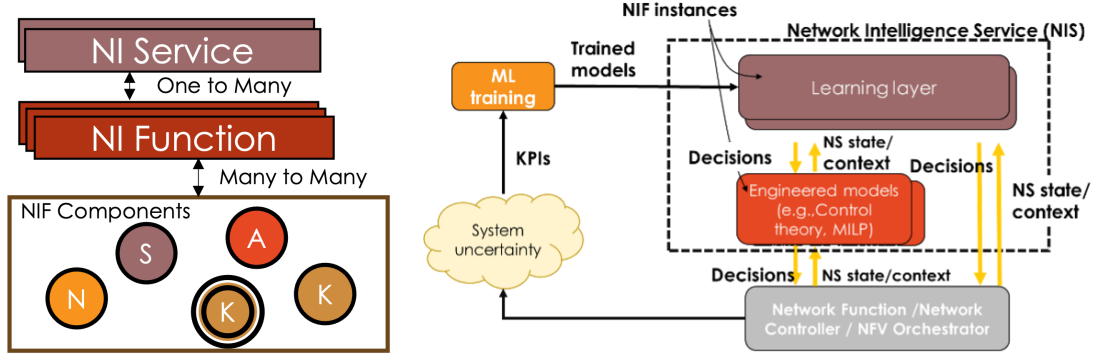 NI Service
One to Many
NI Function
Many to Many
NIF Components
S
A
N
K
K
NIF instances
Network Intelligence Service (NIS)
Trained
models
ML
training
Learning layer
KPIs
Decisions
NS state/
context
Decisions
NS state/
context
Engineered models
(e.g.,Control
theory, MILP)
System
uncertainty
Decisions
NS state/context
Network Function /Network
Controller / NFV Orchestrator